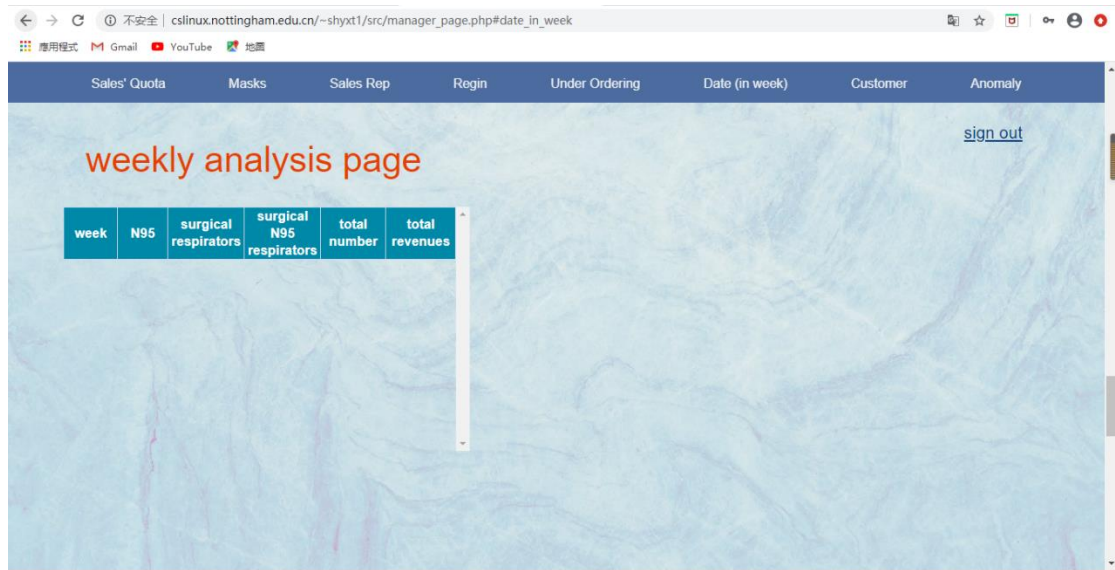 不安全 | cslinux.nottingham.edu.cn/~shyxt1/src/manager_page.php#date_in_week
應用程式 Gmail YouTube 地圖
Sales' Quota Masks Sales Rep Regin Under Ordering Date (in week) Customer Anomaly
sign out
weekly analysis page
week N95 surgical respirators surgical N95 respirators total number total revenues